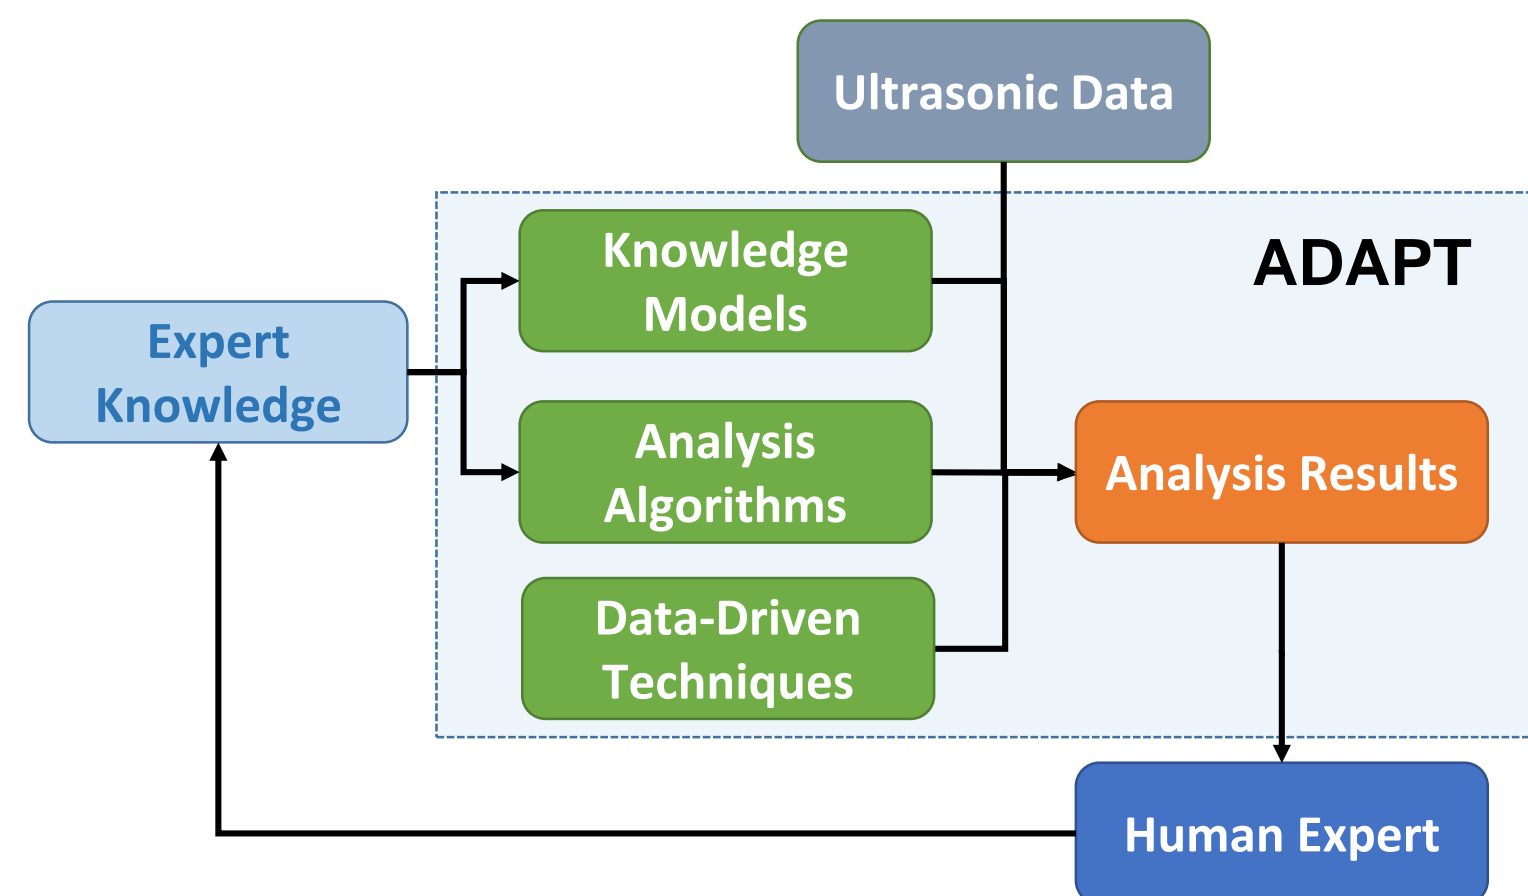 Ultrasonic Data
ADAPT
Knowledge
Models
Expert
Knowledge
Analysis
Algorithms
Analysis Results
Data-Driven
Techniques
Human Expert